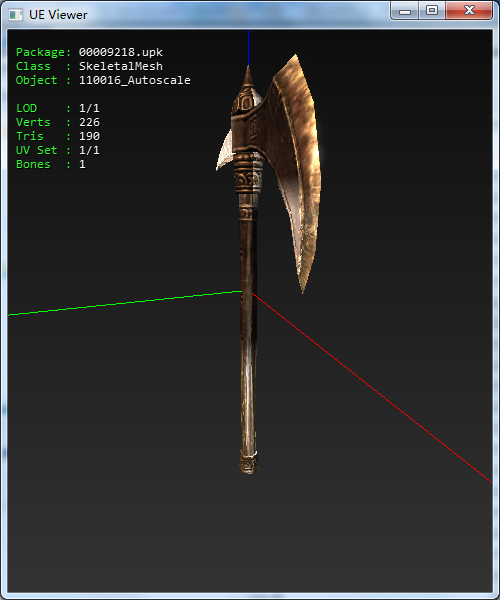 UE Viewer
Package: 00009218.upk
Class : SkeletalMesh
Object : 110016_Autoscale
LOD : 1/1
Verts : 226
Tris : 190
UV Set : 1/1
Bones : 1